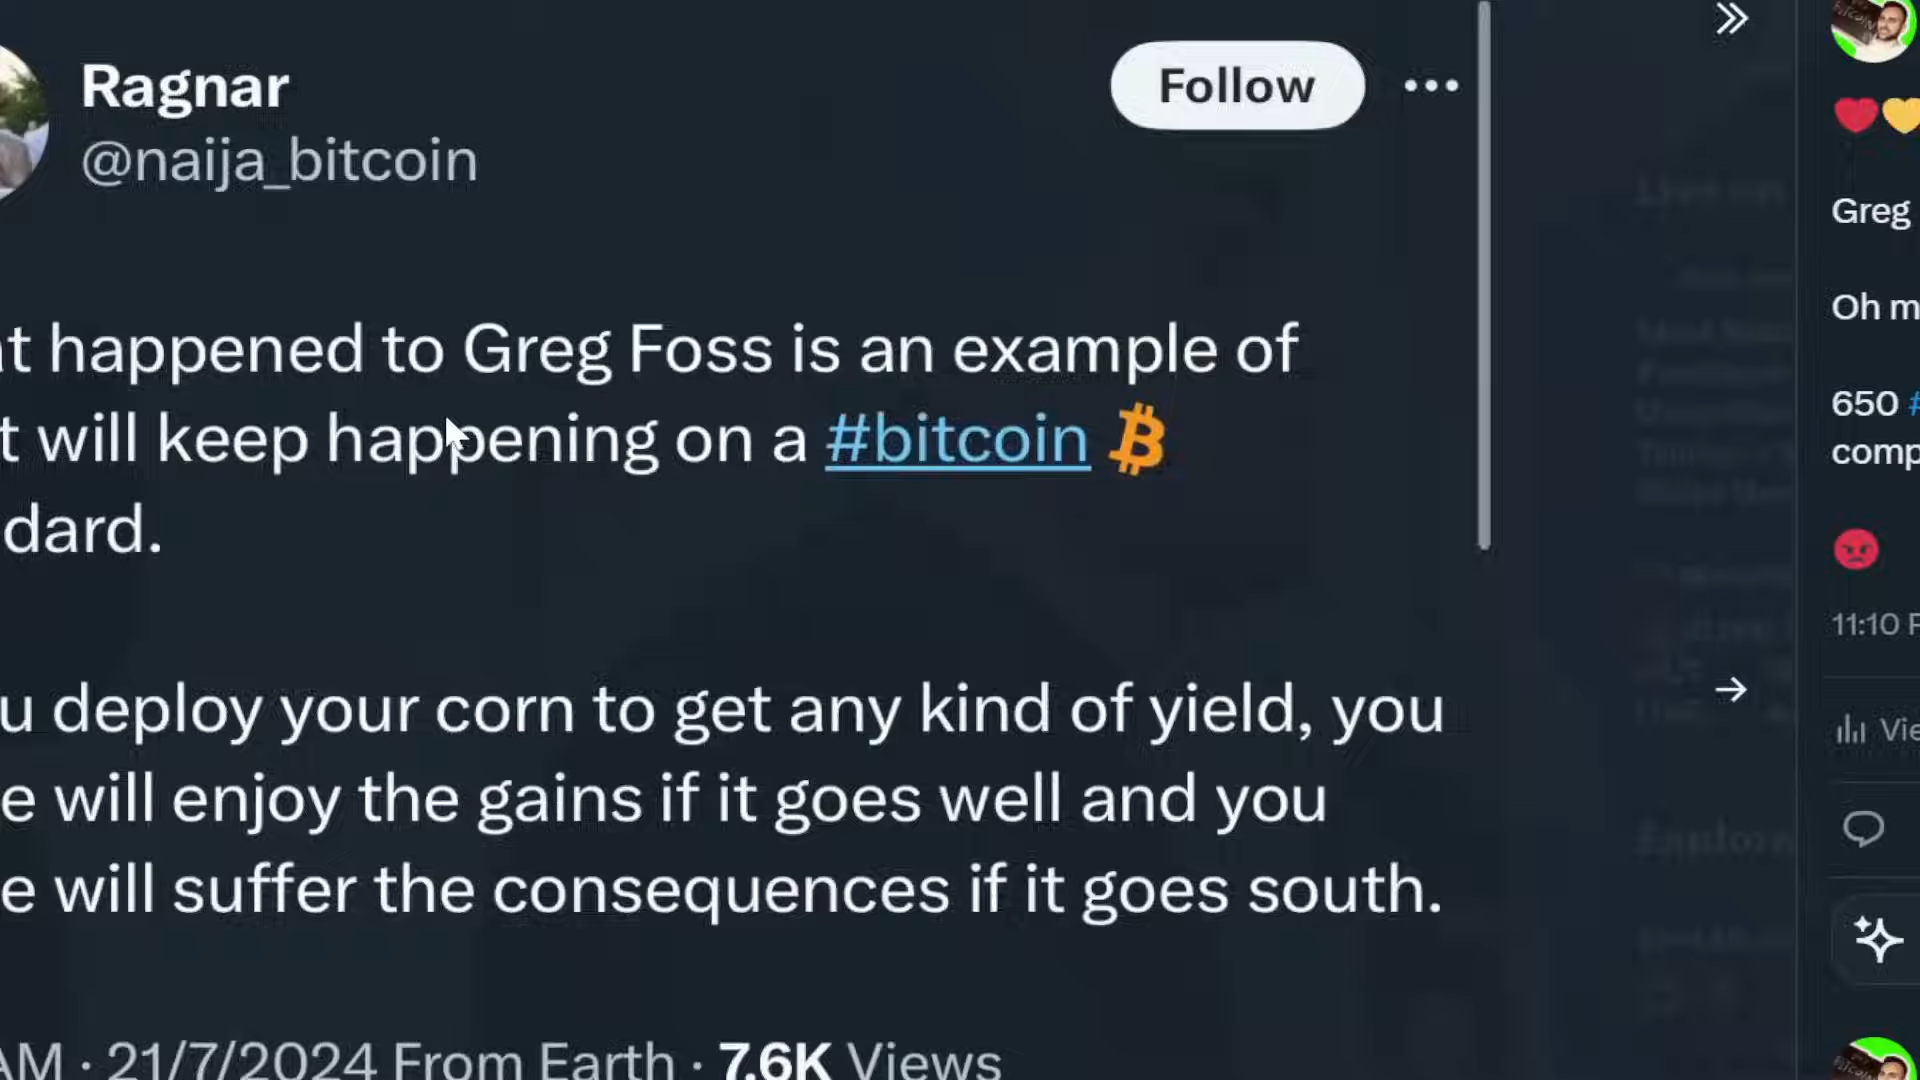 Ragnar
@naija_bitcoin
Follow
happened to Greg Foss is an example of
will keep happening on a #bitcoin
dard.
deploy your corn to get any kind of yield, you
e will enjoy the gains if it goes well and you
e will suffer the consequences if it goes south.
AM · 21/7/2024 From Earth · 7.6K Views
Greg
Oh m
650 #
comp
11:10 P
Vie